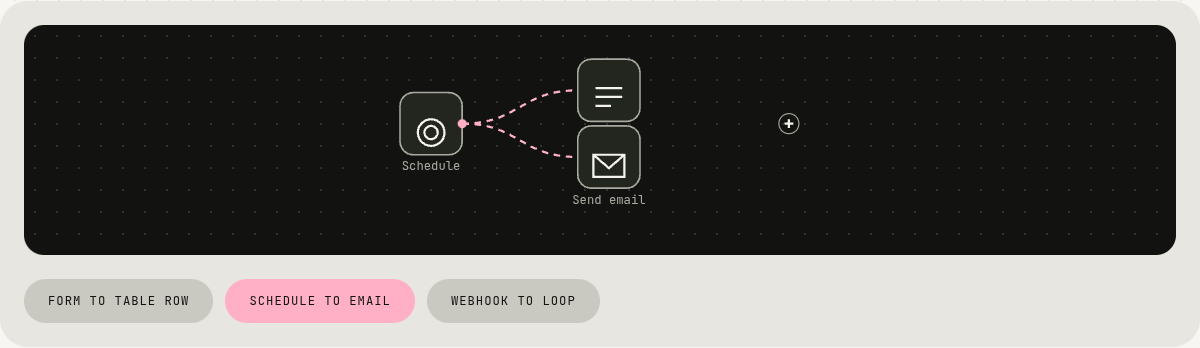 Schedule
Send email
FORM TO TABLE ROW
SCHEDULE TO EMAIL
WEBHOOK TO LOOP